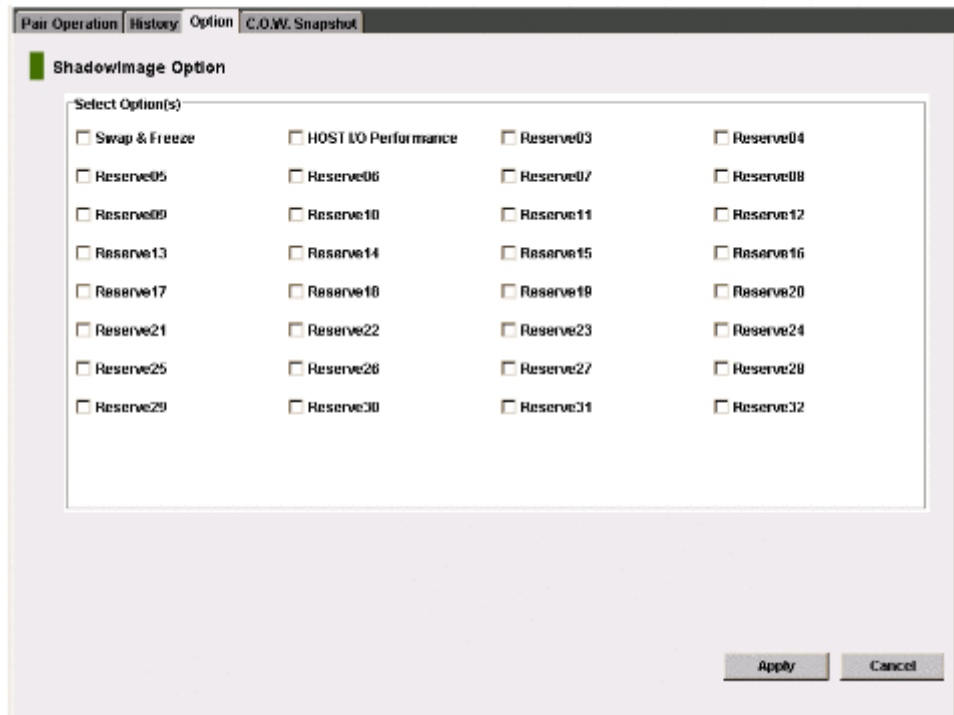 Pair Operation History Option C.O.W. Snapshot
ShadowImage Option
Select Option(s)
Swap & Freeze HOST I/O Performance Reserve03 Reserve04
Reserve05 Reserve06 Reserve07 Reserve08
Reserve09 Reserve10 Reserve11 Reserve12
Reserve13 Reserve14 Reserve15 Reserve16
Reserve17 Reserve18 Reserve19 Reserve20
Reserve21 Reserve22 Reserve23 Reserve24
Reserve25 Reserve26 Reserve27 Reserve28
Reserve29 Reserve30 Reserve31 Reserve32
Apply Cancel